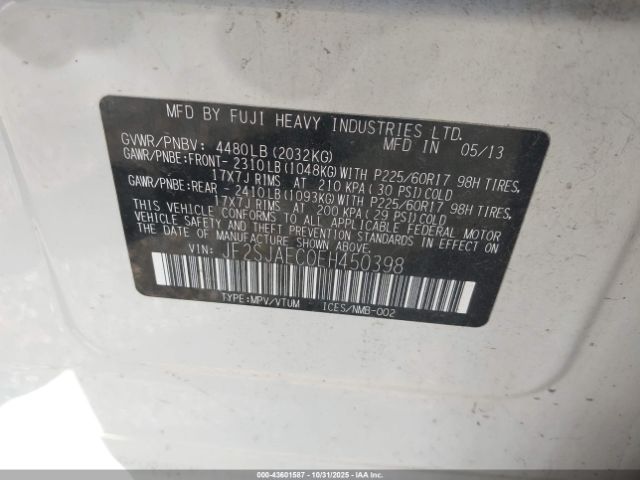 MFD BY FUJI HEAVY INDUSTRIES LTD.
MFD IN 05/13
GVWR/PNBV: 4480LB (2032KG)
GAWR/PNBE:FRONT- 2310LB (1048KG) WITH P225/60R17 98H TIRES,
17X7J RIMS AT 210 KPA (30 PSI) COLD
GAWR/PNBE:REAR - 2410LB (1093KG) WITH P225/60R17 98H TIRES,
17X7J RIMS AT 200 KPA (29 PSI) COLD
THIS VEHICLE CONFORMS TO ALL APPLICABLE FEDERAL MOTOR
VEHICLE SAFETY AND THEFT PREVENTION STANDARDS IN EFFECT ON
THE DATE OF MANUFACTURE SHOWN ABOVE.
VIN: JF2SJAEC0EH450398
TYPE:MPV/VTUM ICES/NMB-002
000-43601587 - 10/31/2025 - IAAI.COM